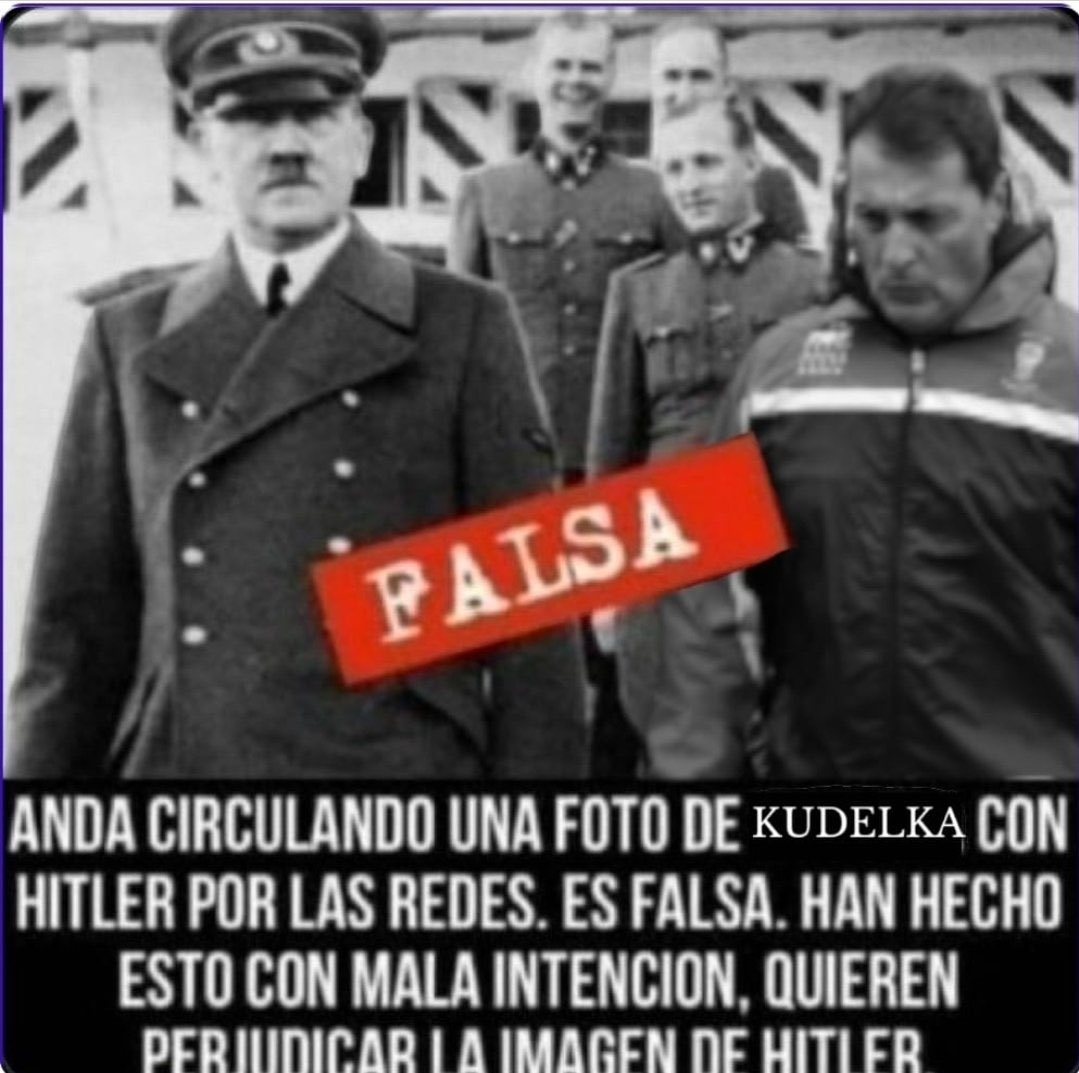 FALSA
ANDA CIRCULANDO UNA FOTO DE KUDELKA CON
HITLER POR LAS REDES. ES FALSA. HAN HECHO
ESTO CON MALA INTENCION, QUIEREN
PERJUDICAR LA IMAGEN DE HITLER.